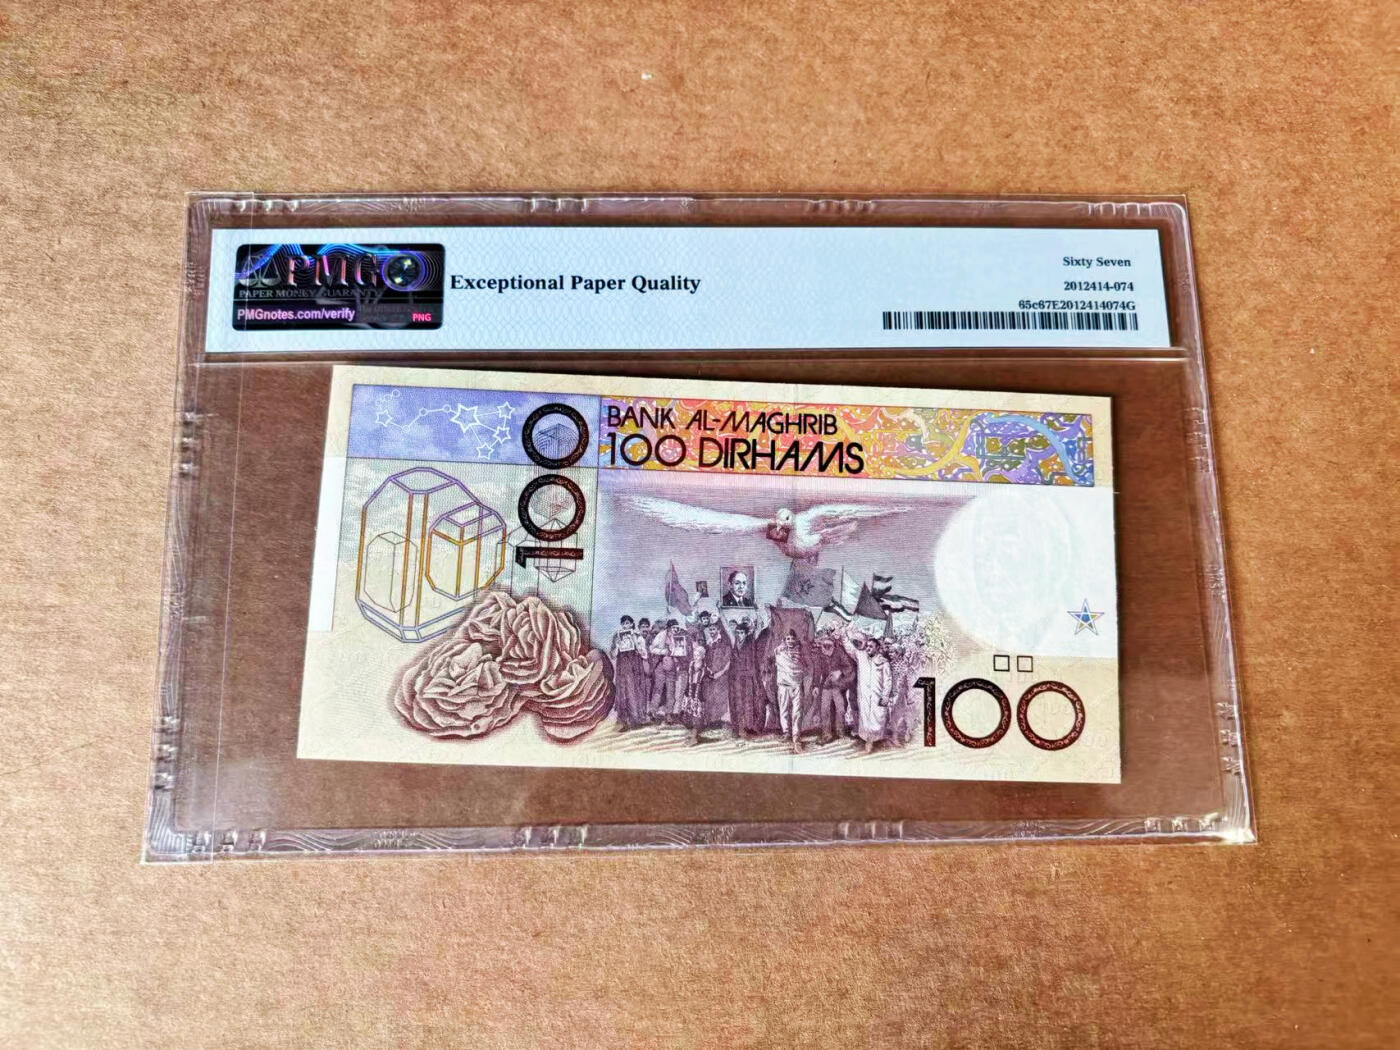 PMG
PAPER MONEY GUARANTY
PMGnotes.com/verify
PNG
Exceptional Paper Quality
Sixty Seven
2012414-074
65c67E2012414074G
BANK AL-MAGHRIB
100 DIRHAMS
100
100